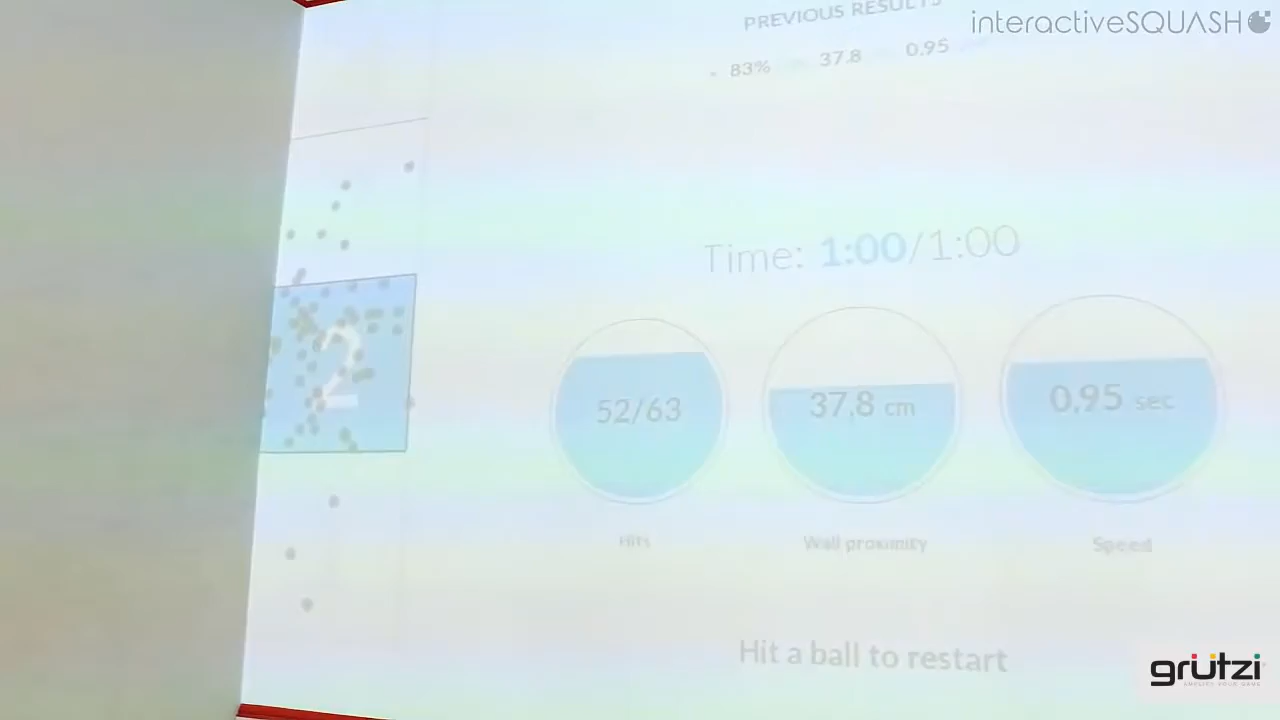 interactiveSQUASH
PREVIOUS RESULTS
83% 37.8 0.95
Time: 1:00/1:00
2
52/63
37.8 cm
0.95 sec
Hits
Wall proximity
Speed
Hit a ball to restart
grützi